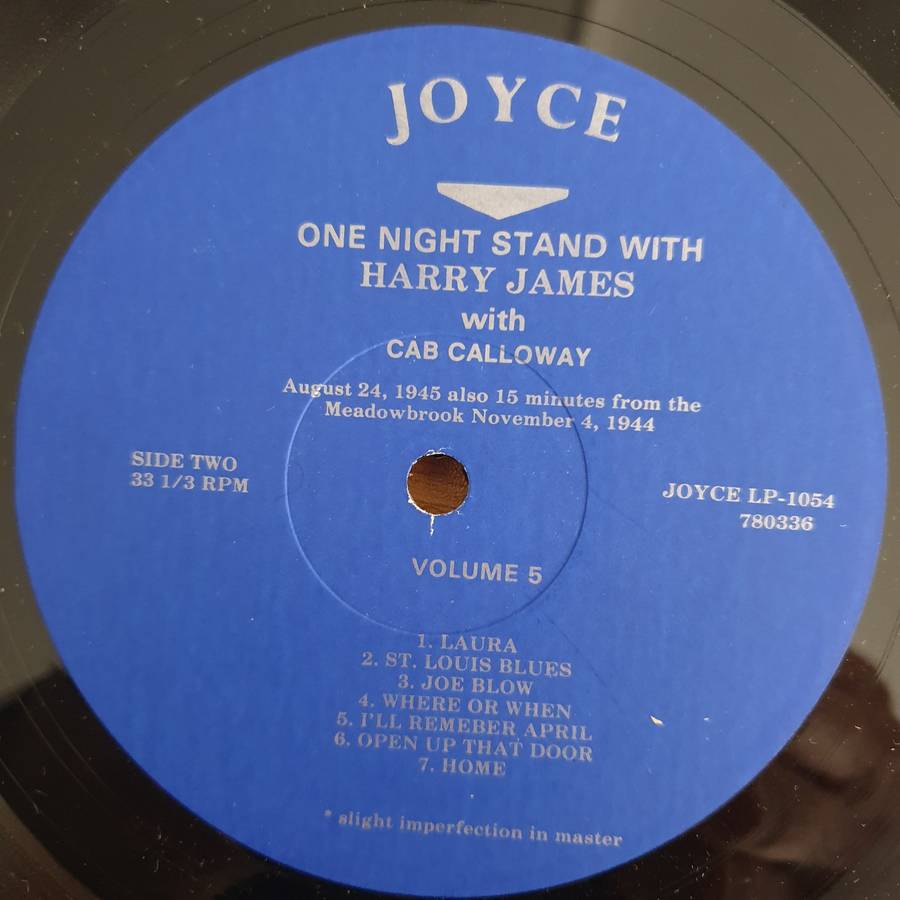 JOYCE
ONE NIGHT STAND WITH
HARRY JAMES
with
CAB CALLOWAY
August 24, 1945 also 15 minutes from the
Meadowbrook November 4, 1944
SIDE TWO
33 1/3 RPM
JOYCE LP-1054
780336
VOLUME 5
1. LAURA
2. ST. LOUIS BLUES
3. JOE BLOW
4. WHERE OR WHEN
5. I'LL REMEBER APRIL
6. OPEN UP THAT DOOR
7. HOME
* slight imperfection in master